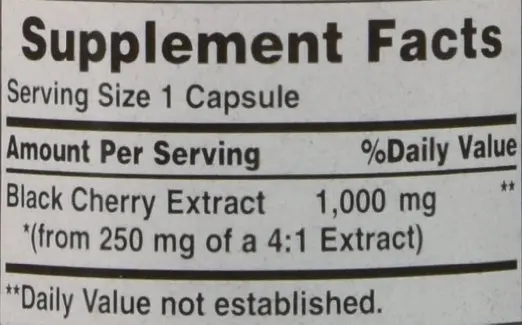 Supplement Facts
Serving Size 1 Capsule
Amount Per Serving %Daily Value
Black Cherry Extract 1,000 mg **
*(from 250 mg of a 4:1 Extract)
**Daily Value not established.